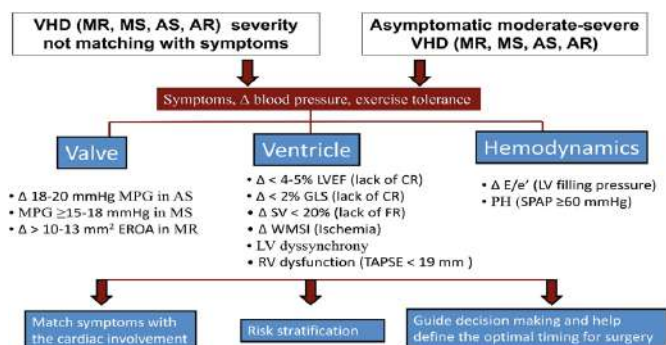 VHD (MR, MS, AS, AR) severity
not matching with symptoms
Asymptomatic moderate-severe
VHD (MR, MS, AS, AR)
Symptoms, Δ blood pressure, exercise tolerance
Valve
Ventricle
Hemodynamics
• Δ 18-20 mmHg MPG in AS
• MPG ≥15-18 mmHg in MS
• Δ > 10-13 mm² EROA in MR
• Δ < 4-5% LVEF (lack of CR)
• Δ < 2% GLS (lack of CR)
• Δ SV < 20% (lack of FR)
• Δ WMSI (Ischemia)
• LV dyssynchrony
• RV dysfunction (TAPSE < 19 mm )
• Δ E/e’ (LV filling pressure)
• PH (SPAP ≥60 mmHg)
Match symptoms with
the cardiac involvement
Risk stratification
Guide decision making and help
define the optimal timing for surgery